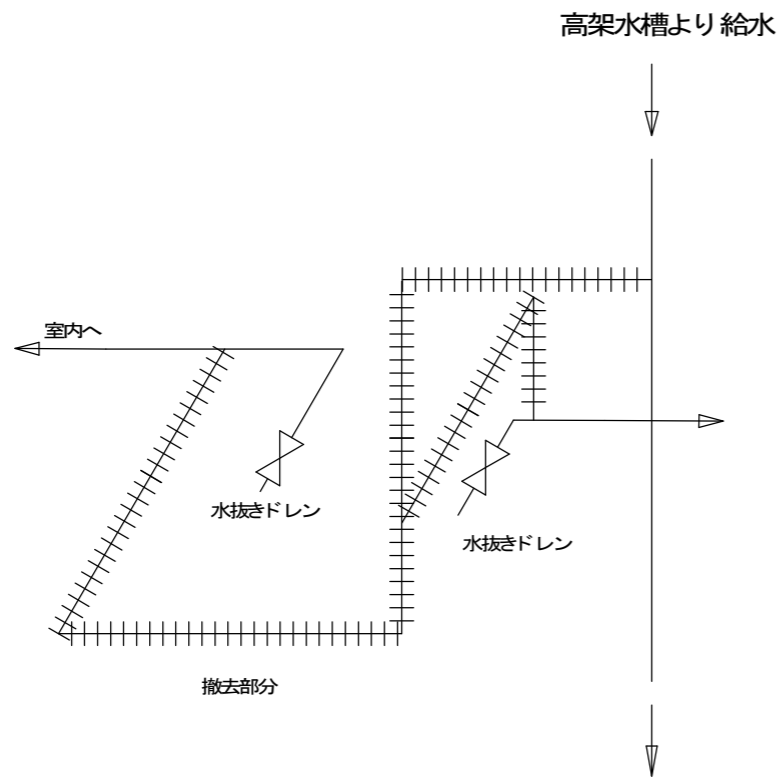 高架水槽より給水
室内へ
水抜きドレン
水抜きドレン
撤去部分